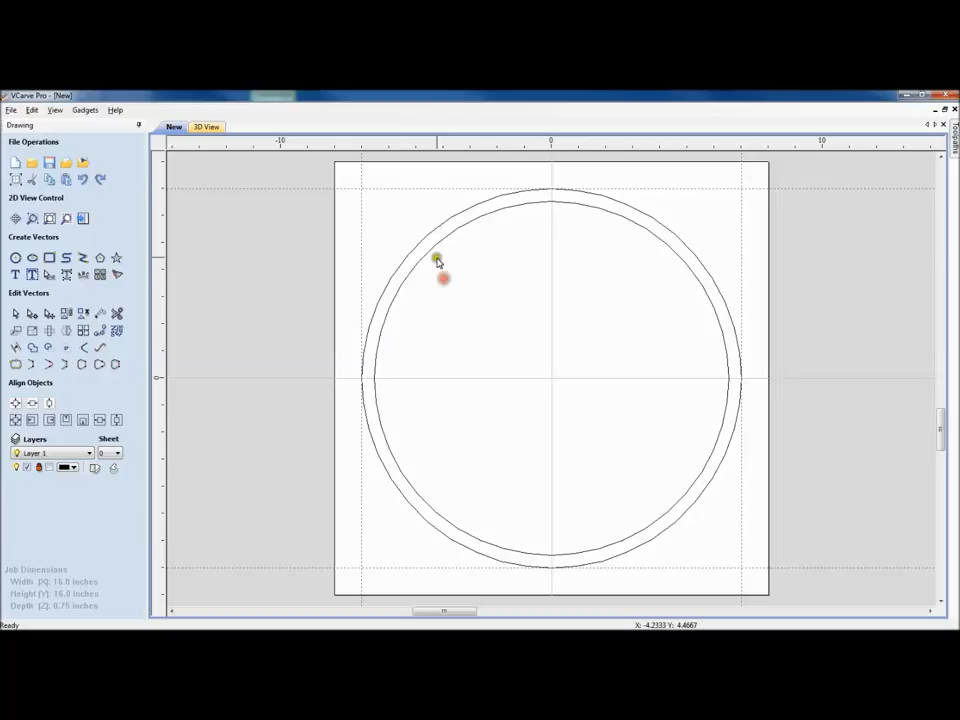 VCarve Pro - [New]
File Edit View Gadgets Help
Drawing
New 3D View
File Operations
-10 0 10
Toolpaths
2D View Control
Create Vectors
Edit Vectors
0
Align Objects
Layers Sheet
Layer 1 0
Job Dimensions
Width (X): 16.0 inches
Height (Y): 16.0 inches
Depth (Z): 0.75 inches
Ready X: -4.2333 Y: 4.4667